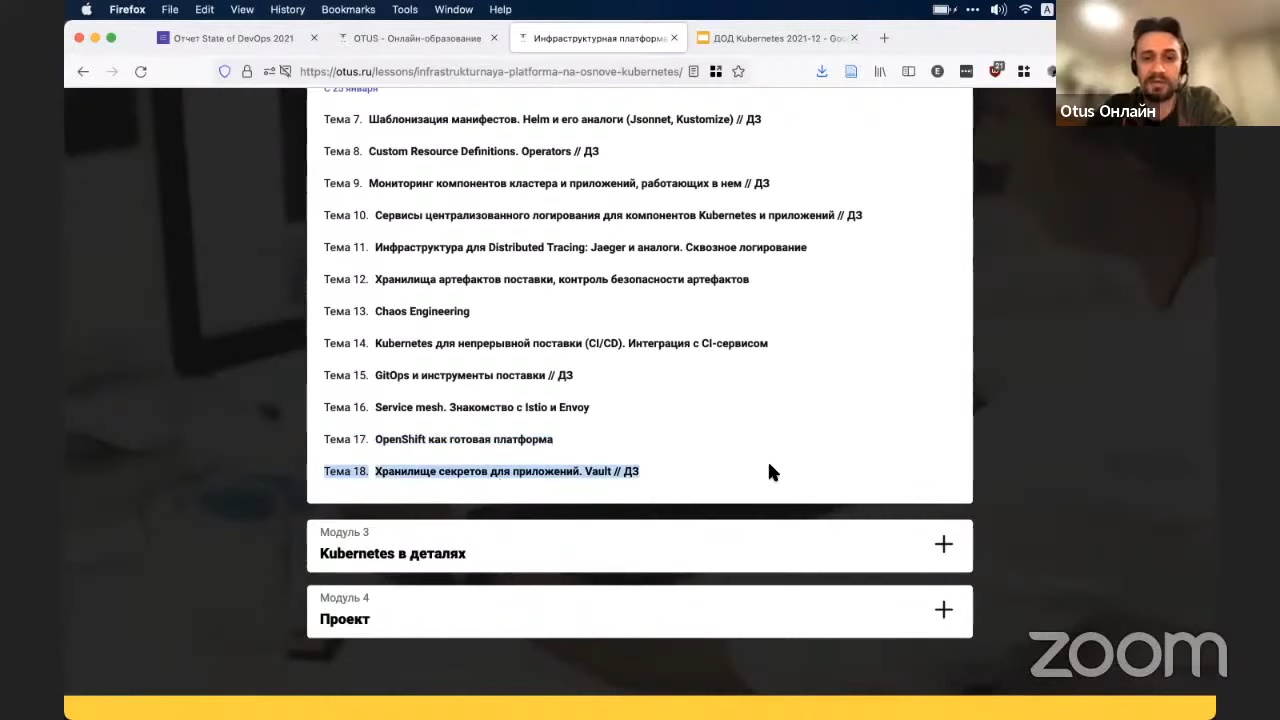 Firefox File Edit View History Bookmarks Tools Window Help
Отчет State of DevOps 2021
OTUS - Онлайн-образование
Инфраструктурная платформа
ДОД Kubernetes 2021-12 - Goo
https://otus.ru/lessons/infrastrukturnaya-platforma-na-osnove-kubernetes/
21
Otus Онлайн
С 25 января
Тема 7. Шаблонизация манифестов. Helm и его аналоги (Jsonnet, Kustomize) // ДЗ
Тема 8. Custom Resource Definitions. Operators // ДЗ
Тема 9. Мониторинг компонентов кластера и приложений, работающих в нем // ДЗ
Тема 10. Сервисы централизованного логирования для компонентов Kubernetes и приложений // ДЗ
Тема 11. Инфраструктура для Distributed Tracing: Jaeger и аналоги. Сквозное логирование
Тема 12. Хранилища артефактов поставки, контроль безопасности артефактов
Тема 13. Chaos Engineering
Тема 14. Kubernetes для непрерывной поставки (CI/CD). Интеграция с CI-сервисом
Тема 15. GitOps и инструменты поставки // ДЗ
Тема 16. Service mesh. Знакомство с Istio и Envoy
Тема 17. OpenShift как готовая платформа
Тема 18. Хранилище секретов для приложений. Vault // ДЗ
Модуль 3
Kubernetes в деталях
Модуль 4
Проект
zoom